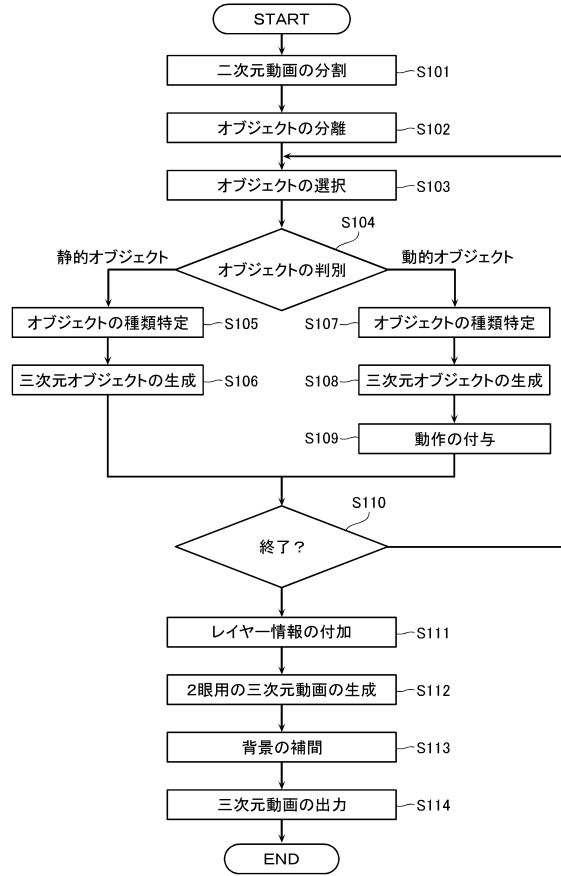 START
二次元動画の分割
S101
オブジェクトの分離
S102
オブジェクトの選択
S103
S104
静的オブジェクト
オブジェクトの判別
動的オブジェクト
オブジェクトの種類特定
S105
S107
オブジェクトの種類特定
三次元オブジェクトの生成
S106
S108
三次元オブジェクトの生成
S109
動作の付与
S110
終了？
レイヤー情報の付加
S111
2眼用の三次元動画の生成
S112
背景の補間
S113
三次元動画の出力
S114
END